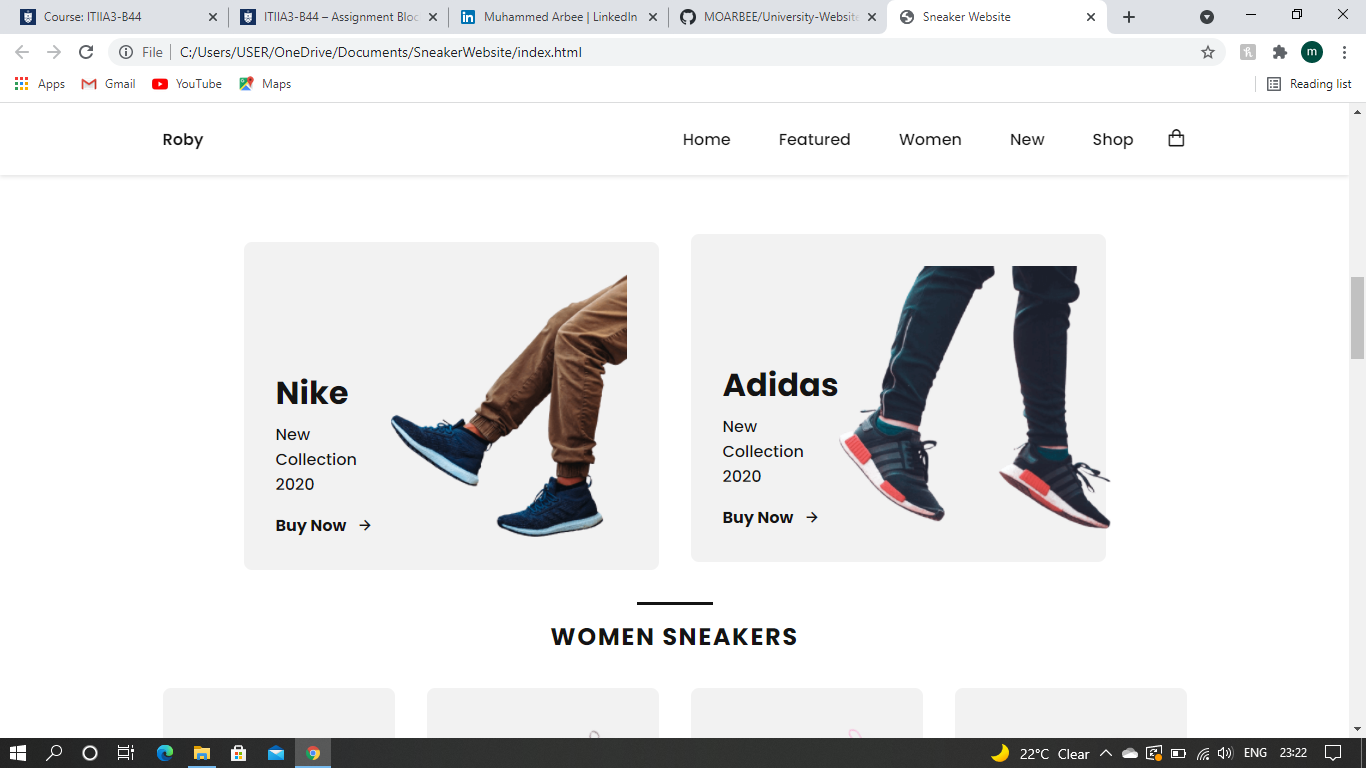 Course: ITIIA3-B44
ITIIA3-B44 – Assignment Bloc
Muhammed Arbee | LinkedIn
MOARBEE/University-Website
Sneaker Website
File
C:/Users/USER/OneDrive/Documents/SneakerWebsite/index.html
m
Apps
Gmail
YouTube
Maps
Reading list
Roby
Home
Featured
Women
New
Shop
Nike
New
Collection
2020
Buy Now →
Adidas
New
Collection
2020
Buy Now →
WOMEN SNEAKERS
22°C Clear
ENG
23:22